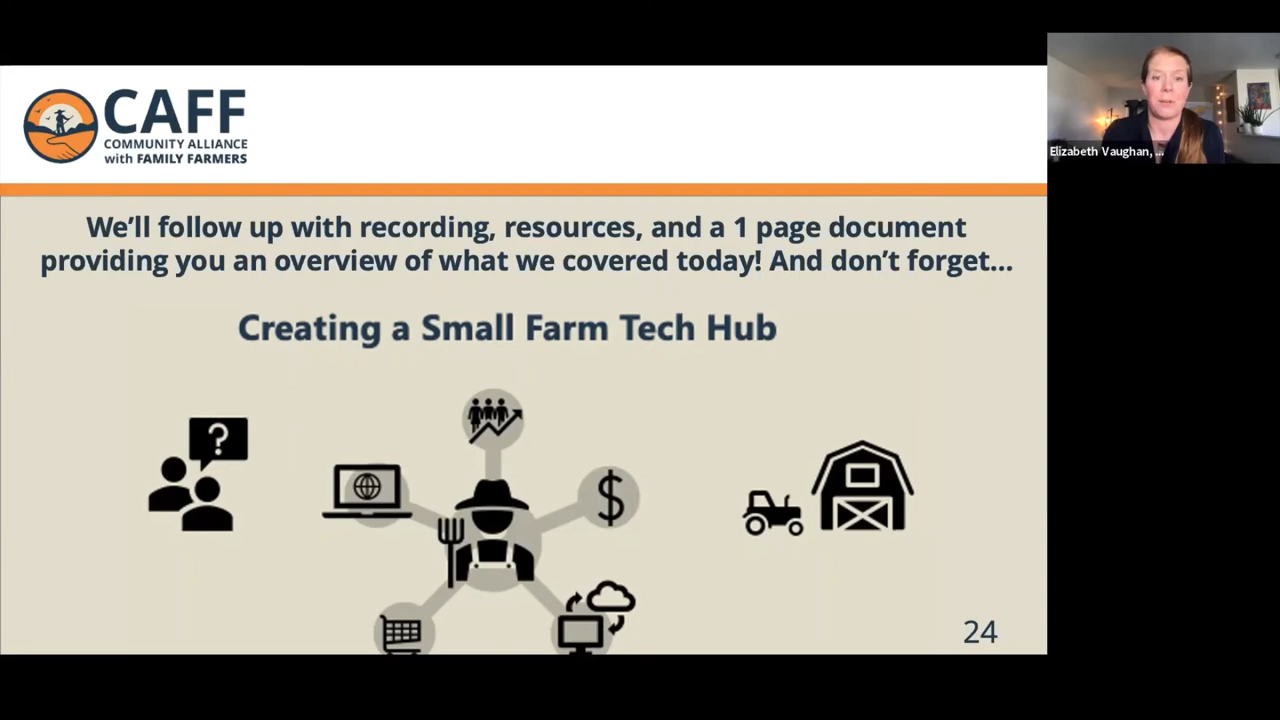 CAFF
COMMUNITY ALLIANCE
with FAMILY FARMERS
Elizabeth Vaughan, ...
We’ll follow up with recording, resources, and a 1 page document
providing you an overview of what we covered today! And don’t forget...
Creating a Small Farm Tech Hub
?
$
24